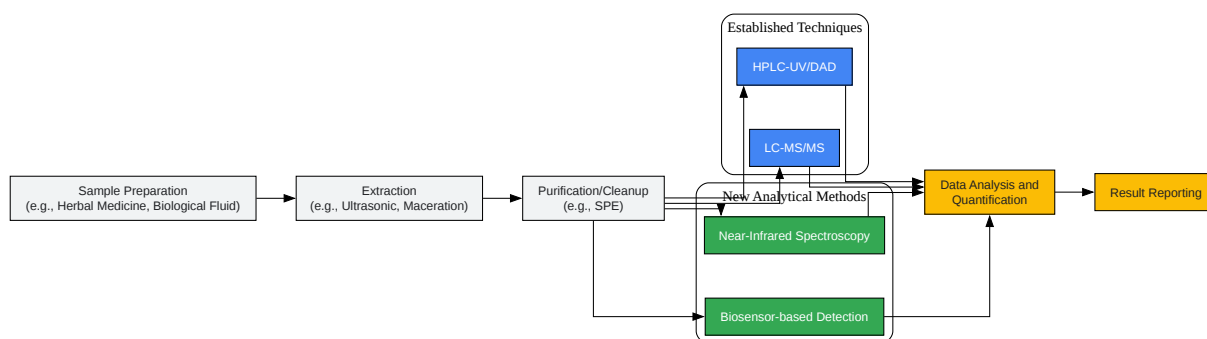 Established Techniques
HPLC-UV/DAD
LC-MS/MS
Sample Preparation
(e.g., Herbal Medicine, Biological Fluid)
Extraction
(e.g., Ultrasonic, Maceration)
Purification/Cleanup
(e.g., SPE)
New Analytical Methods
Near-Infrared Spectroscopy
Biosensor-based Detection
Data Analysis and
Quantification
Result Reporting